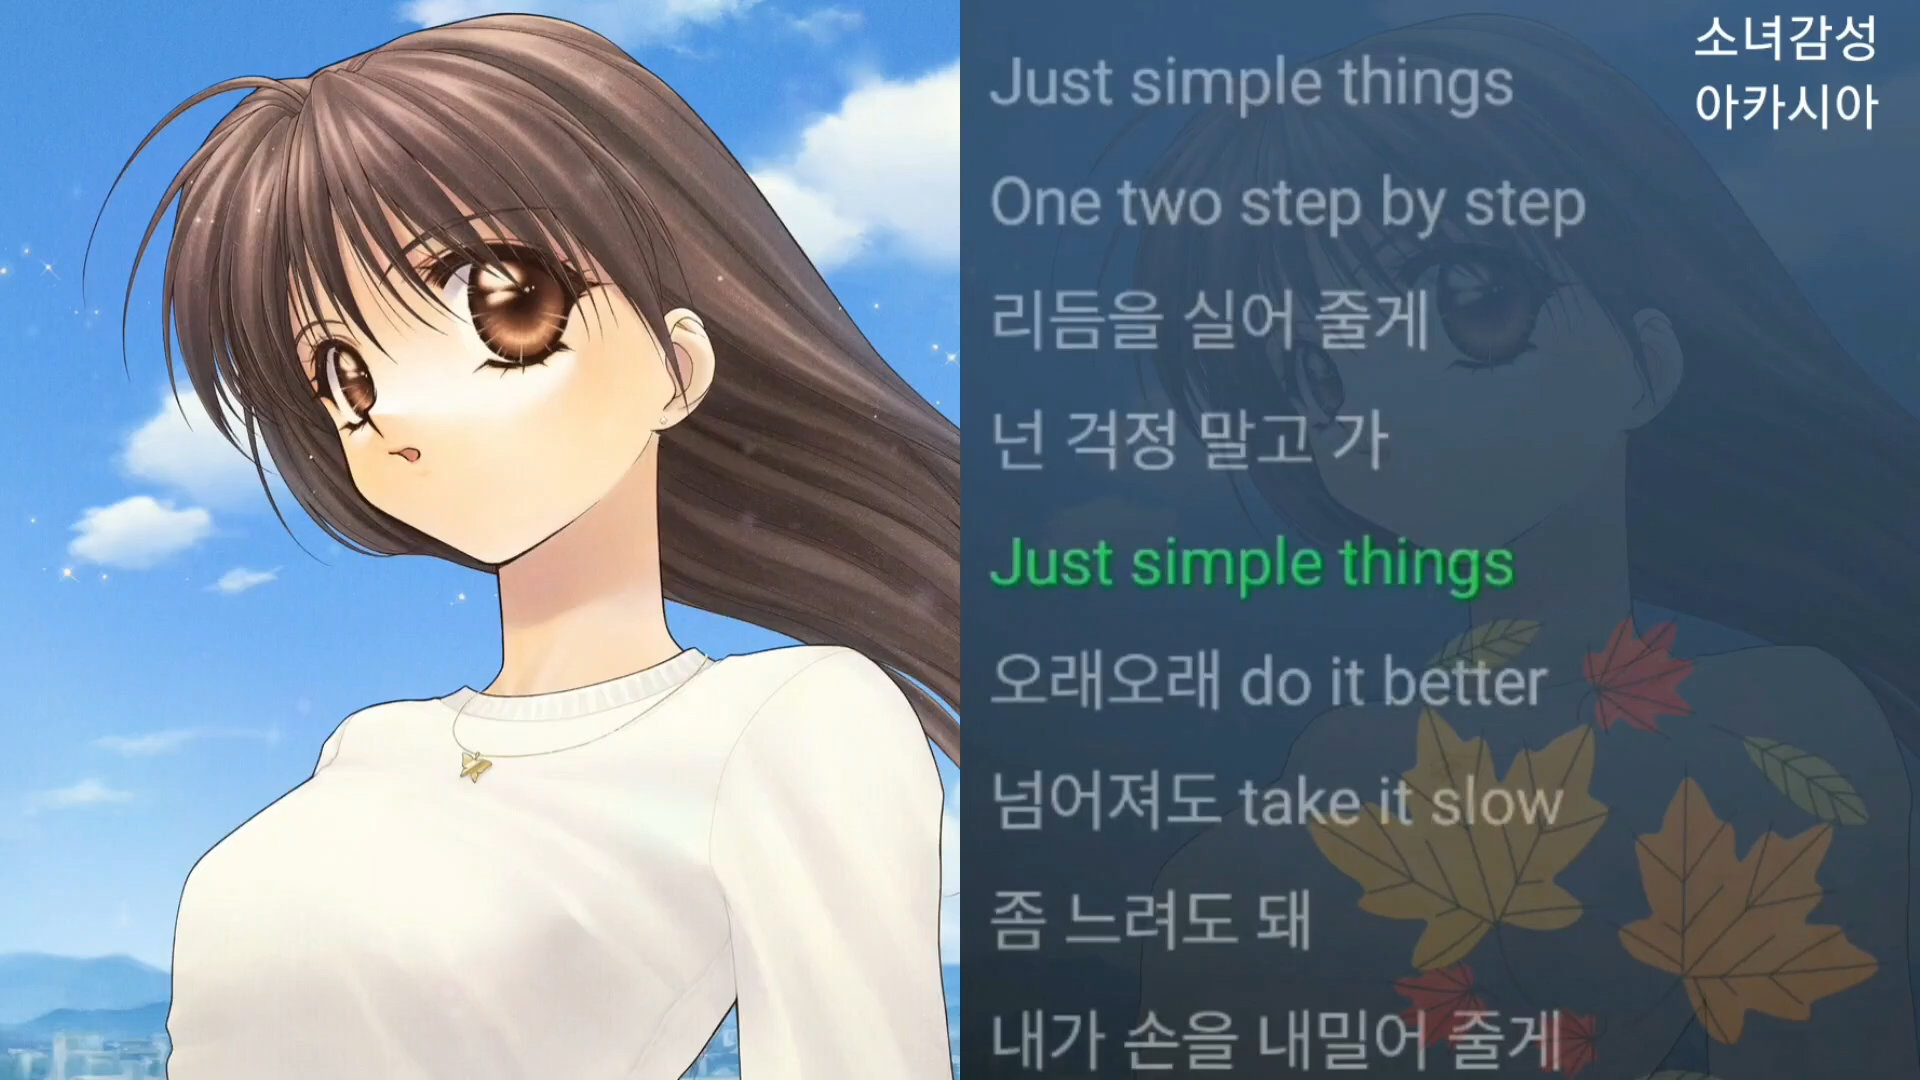 소녀감성
아카시아
Just simple things
One two step by step
리듬을 실어 줄게
넌 걱정 말고 가
Just simple things
오래오래 do it better
넘어져도 take it slow
좀 느려도 돼
내가 손을 내밀어 줄게